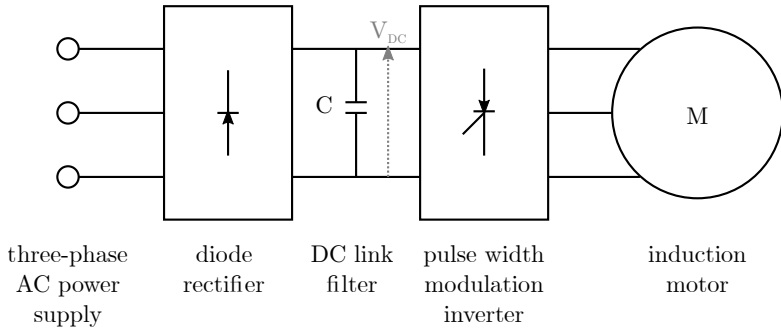 V_DC
C
M
three-phase
AC power
supply
diode
rectifier
DC link
filter
pulse width
modulation
inverter
induction
motor